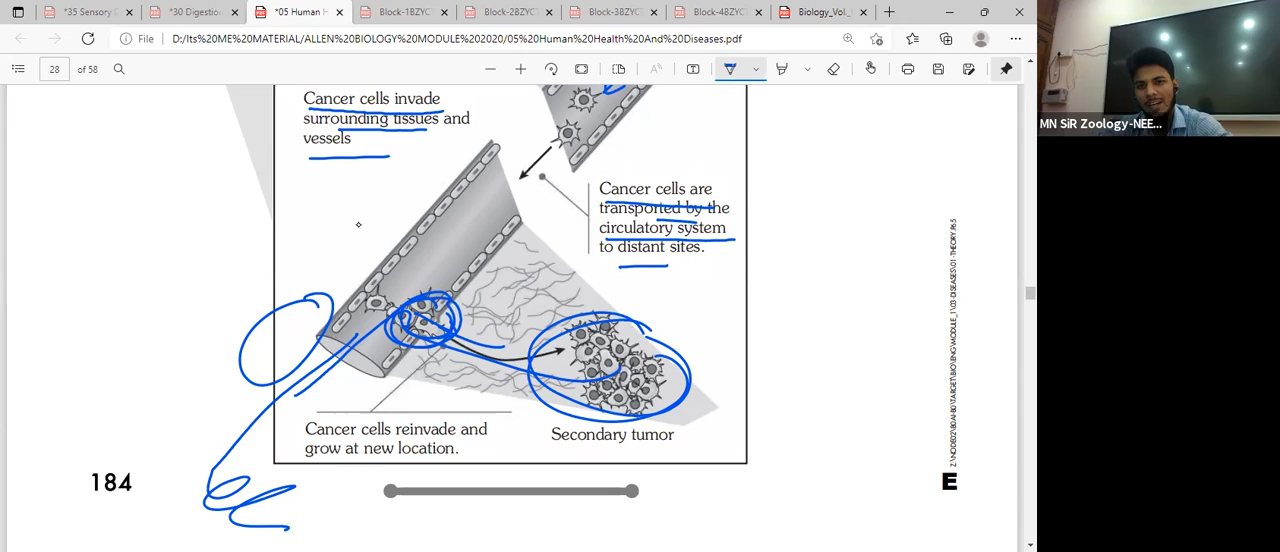 *35 Sensory
*30 Digestio
*05 Human H
Block-1BZYC
Block-2BZYC
Block-3BZYC
Block-4BZYC
Biology_Vol.
File
D:/Its%20ME%20MATERIAL/ALLEN%20BIOLOGY%20MODULE%202020/05%20Human%20Health%20And%20Diseases.pdf
28 of 58
MN SiR Zoology-NEE...
Cancer cells invade
surrounding tissues and
vessels
Cancer cells are
transported by the
circulatory system
to distant sites.
Cancer cells reinvade and
grow at new location.
Secondary tumor
184
E